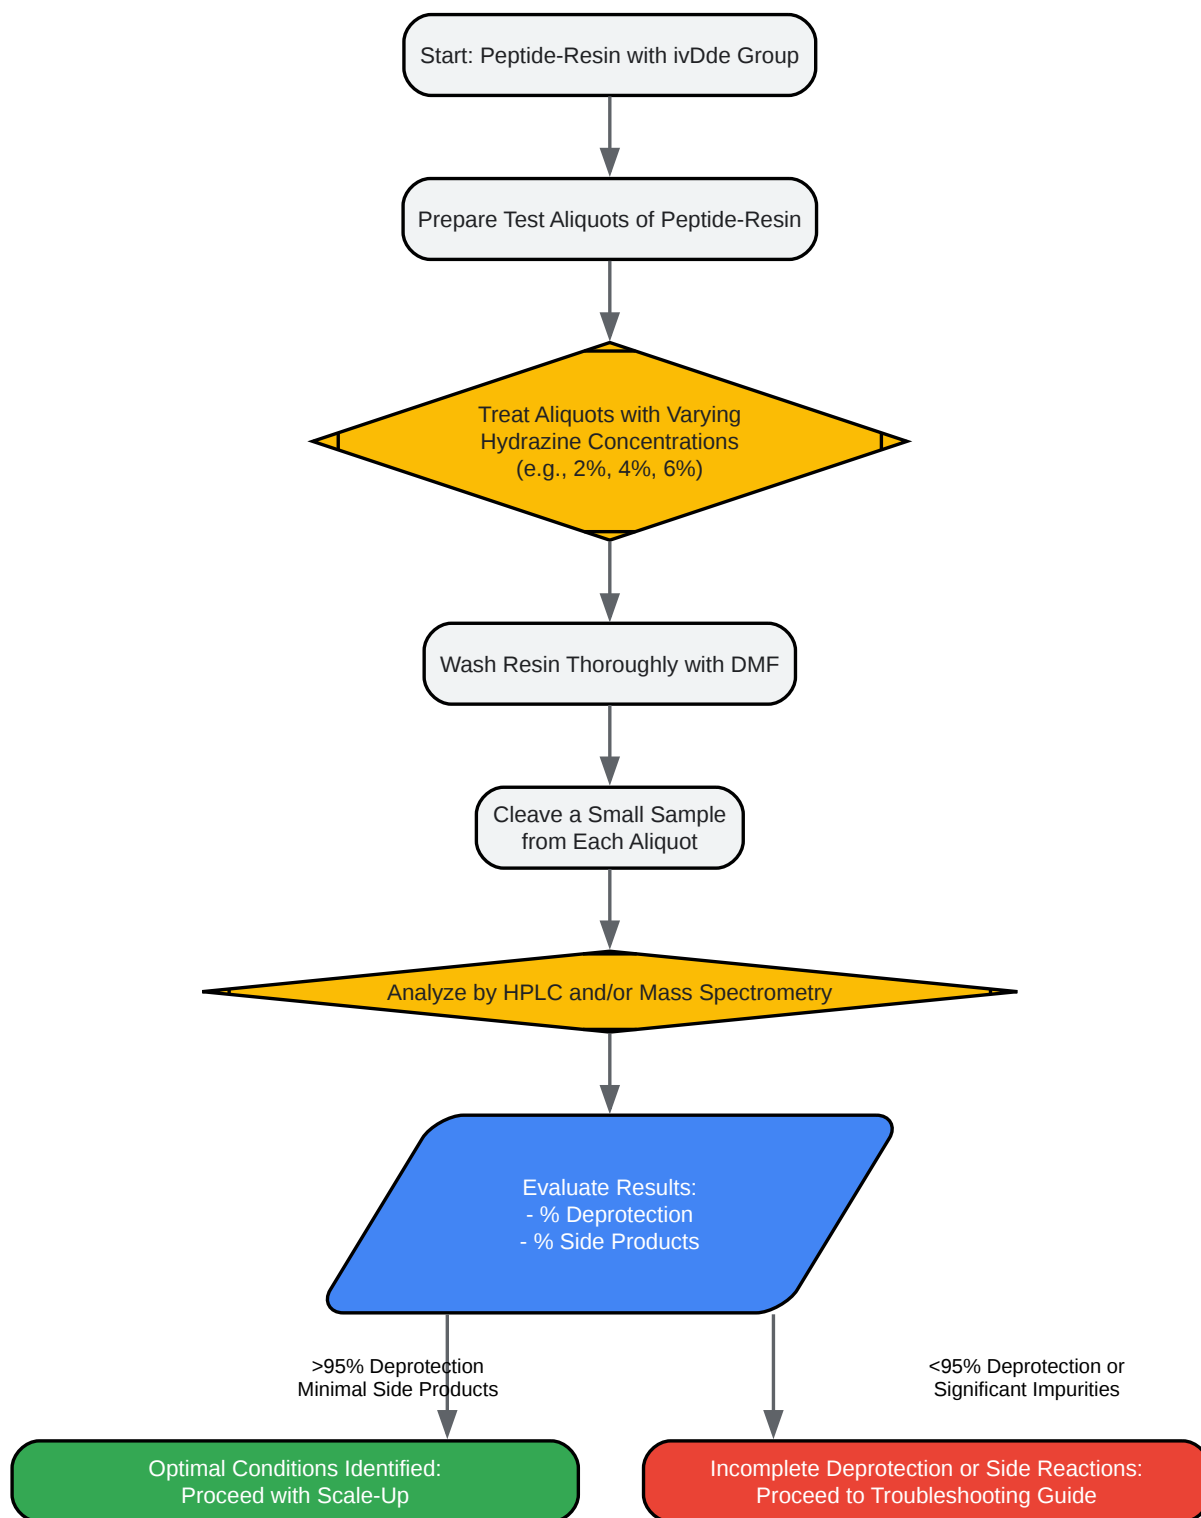 Start: Peptide-Resin with ivDde Group
Prepare Test Aliquots of Peptide-Resin
Treat Aliquots with Varying
Hydrazine Concentrations
(e.g., 2%, 4%, 6%)
Wash Resin Thoroughly with DMF
Cleave a Small Sample
from Each Aliquot
Analyze by HPLC and/or Mass Spectrometry
Evaluate Results:
- % Deprotection
- % Side Products
>95% Deprotection
Minimal Side Products
<95% Deprotection or
Significant Impurities
Optimal Conditions Identified:
Proceed with Scale-Up
Incomplete Deprotection or Side Reactions:
Proceed to Troubleshooting Guide